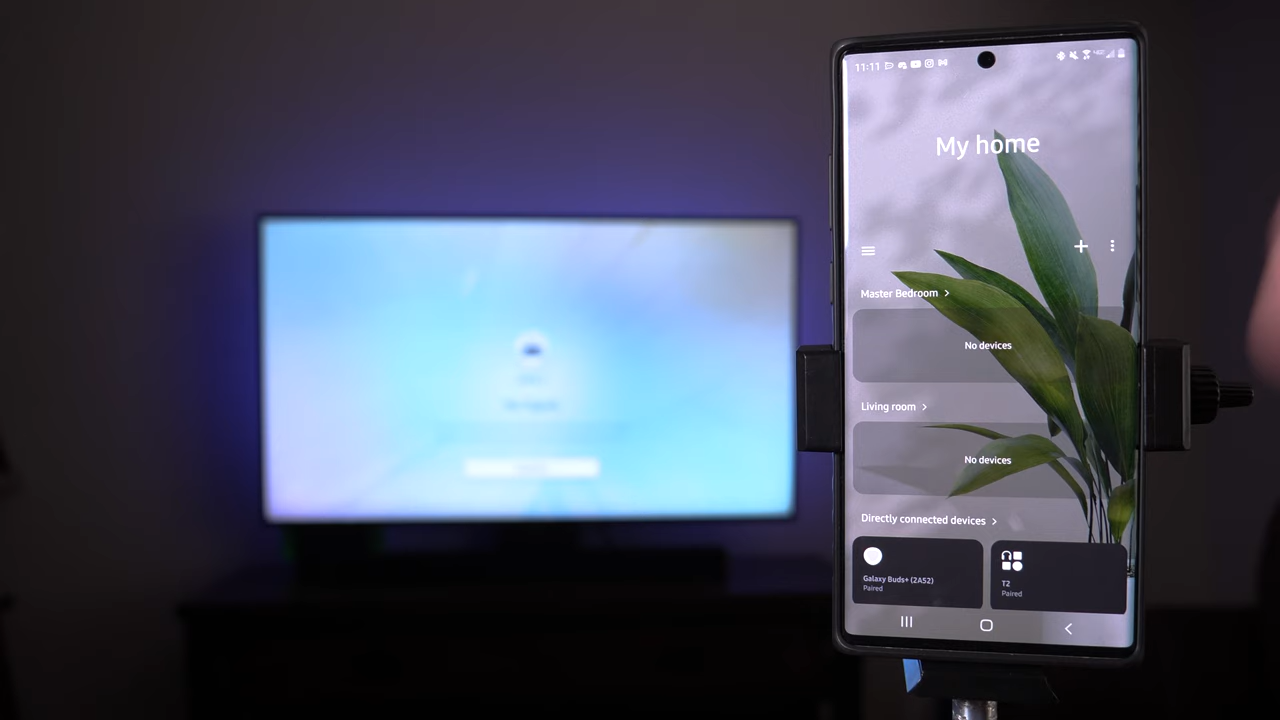 11:11
My home
Master Bedroom >
No devices
Living room >
No devices
Directly connected devices >
Galaxy Buds+ (2A52)
Paired
T2
Paired